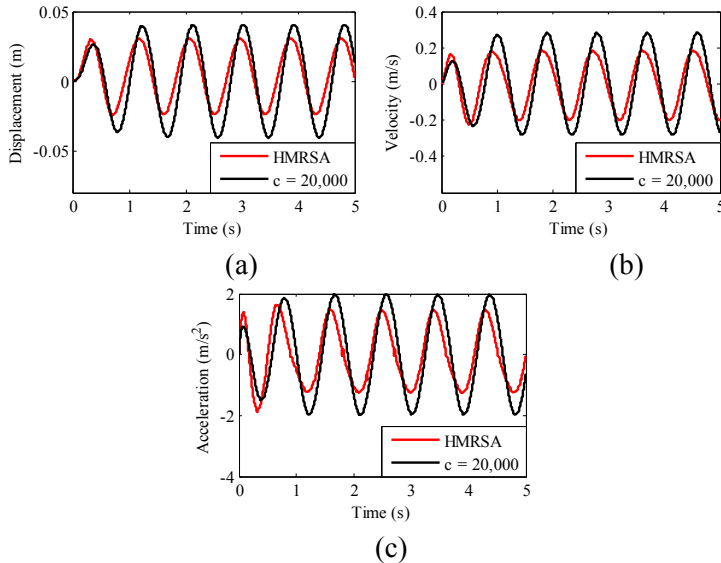 0.05
0
-0.05
Displacement (m)
HMRSA
c = 20,000
0 1 2 3 4 5
Time (s)
(a)
0.4
0.2
0
-0.2
-0.4
Velocity (m/s)
HMRSA
c = 20,000
0 1 2 3 4 5
Time (s)
(b)
2
0
-2
-4
Acceleration (m/s²)
HMRSA
c = 20,000
0 1 2 3 4 5
Time (s)
(c)